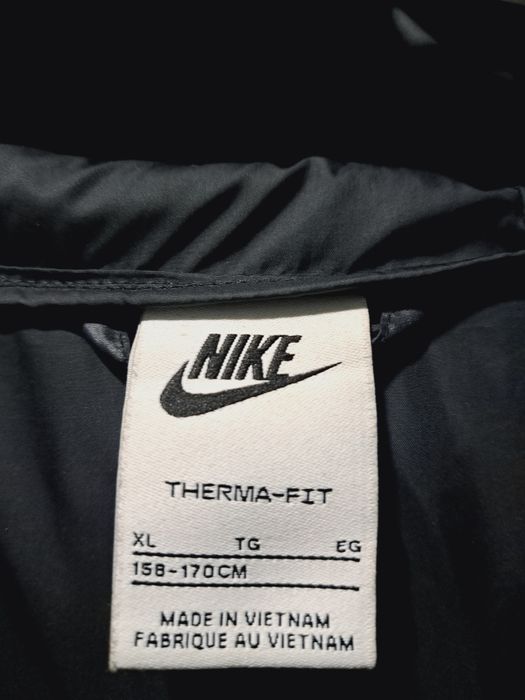 NIKE
THERMA-FIT
XL TG EG
158-170CM
MADE IN VIETNAM
FABRIQUE AU VIETNAM